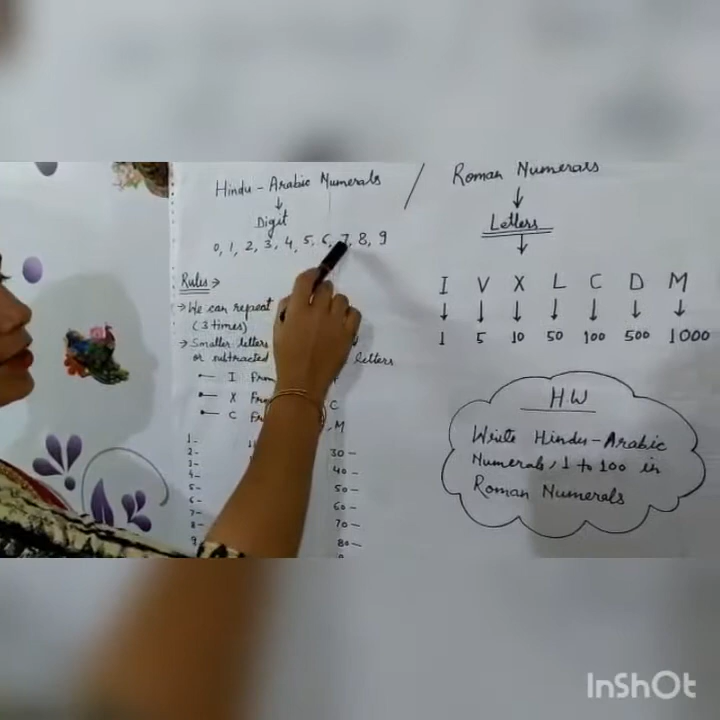 Hindu - Arabic Numerals / Roman Numerals
↓
Digit
0, 1, 2, 3, 4, 5, 6, 7, 8, 9
↓
Letters
↓
I V X L C D M
↓ ↓ ↓ ↓ ↓ ↓ ↓
1 5 10 50 100 500 1000
Rules →
→ We can repeat
(3 times)
→ Smaller letters
or subtracted letters
I
X C
C , M
1-
2-
3-
4-
5-
6-
7-
8-
9
30 -
40 -
50 -
60 -
70 -
80 -
H.W
Write Hindu-Arabic
Numerals, 1 to 100 in
Roman Numerals
InShOt